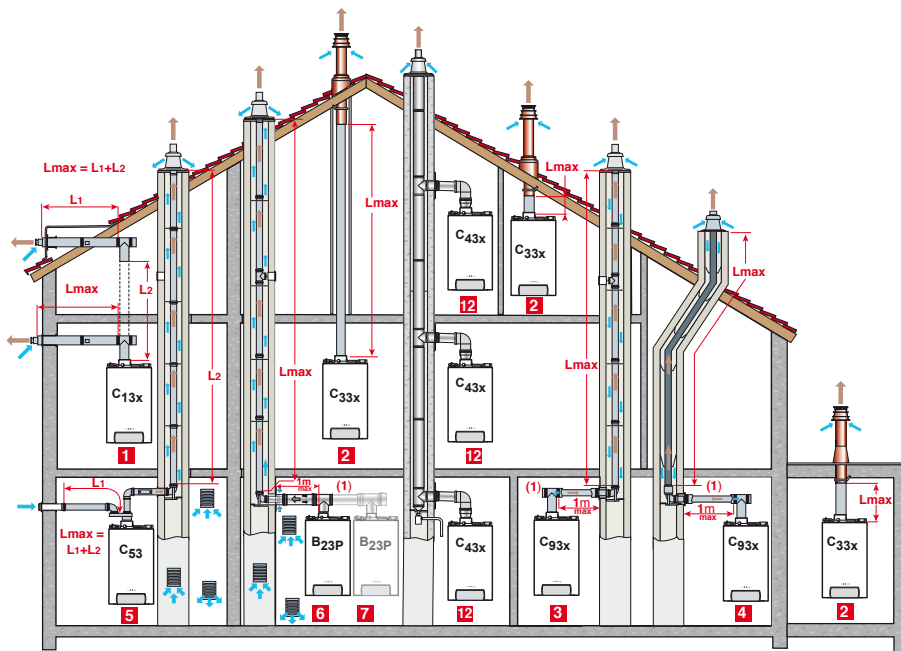 Lmax = L1+L2
L1
Lmax
L2
C13x
1
L2
Lmax
Lmax
C33x
2
C43x
12
Lmax
C33x
2
C43x
12
Lmax
Lmax
L1
Lmax =
L1+L2
C53
5
1m
max
(1)
B23P
6
B23P
7
C43x
12
(1)
1m
max
C93x
3
(1)
1m
max
C93x
4
Lmax
C33x
2